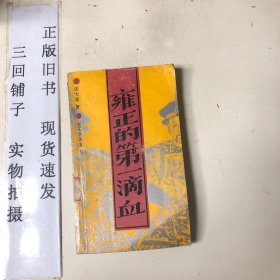 正版旧书　现货速发
三回铺子　实物拍摄
雍正的第一滴血